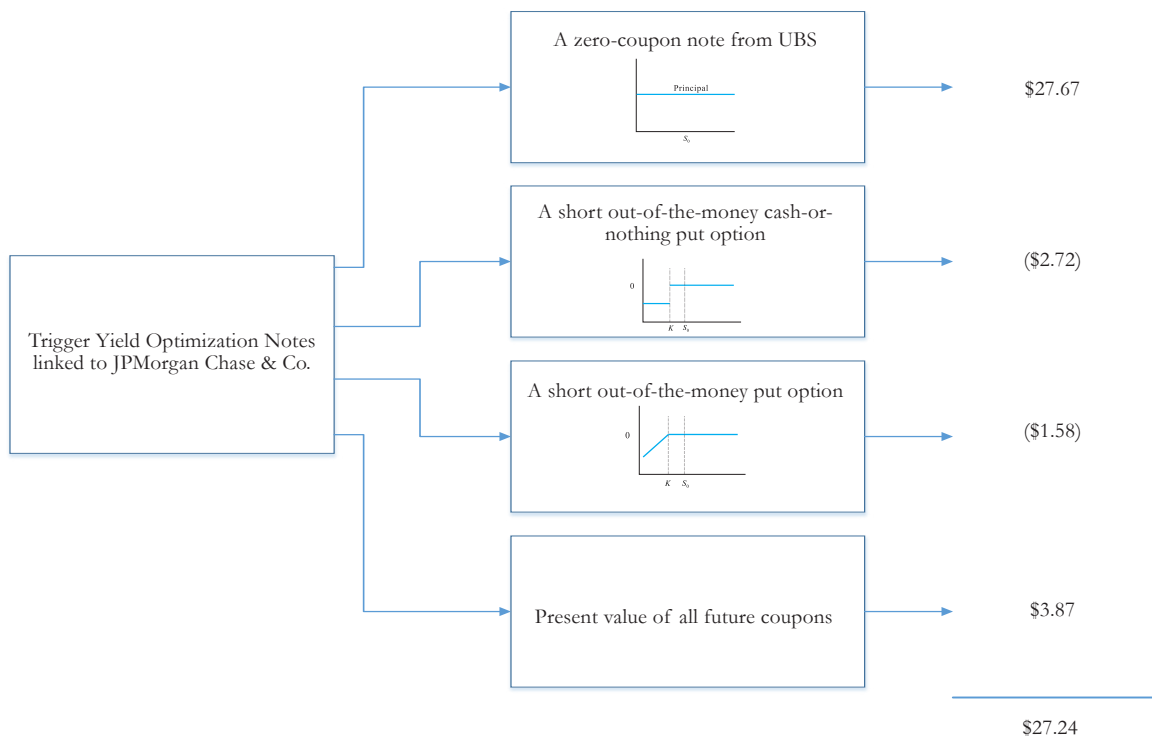 Trigger Yield Optimization Notes
linked to JPMorgan Chase & Co.
A zero-coupon note from UBS
Principal
S₀
$27.67
A short out-of-the-money cash-or-
nothing put option
0
K S₀
($2.72)
A short out-of-the-money put option
0
K S₀
($1.58)
Present value of all future coupons
$3.87
$27.24